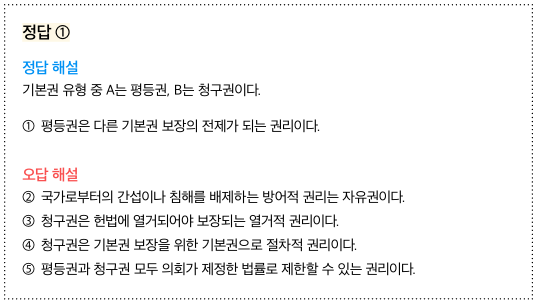 정답 ①
정답 해설
기본권 유형 중 A는 평등권, B는 청구권이다.
① 평등권은 다른 기본권 보장의 전제가 되는 권리이다.
오답 해설
② 국가로부터의 간섭이나 침해를 배제하는 방어적 권리는 자유권이다.
③ 청구권은 헌법에 열거되어야 보장되는 열거적 권리이다.
④ 청구권은 기본권 보장을 위한 기본권으로 절차적 권리이다.
⑤ 평등권과 청구권 모두 의회가 제정한 법률로 제한할 수 있는 권리이다.